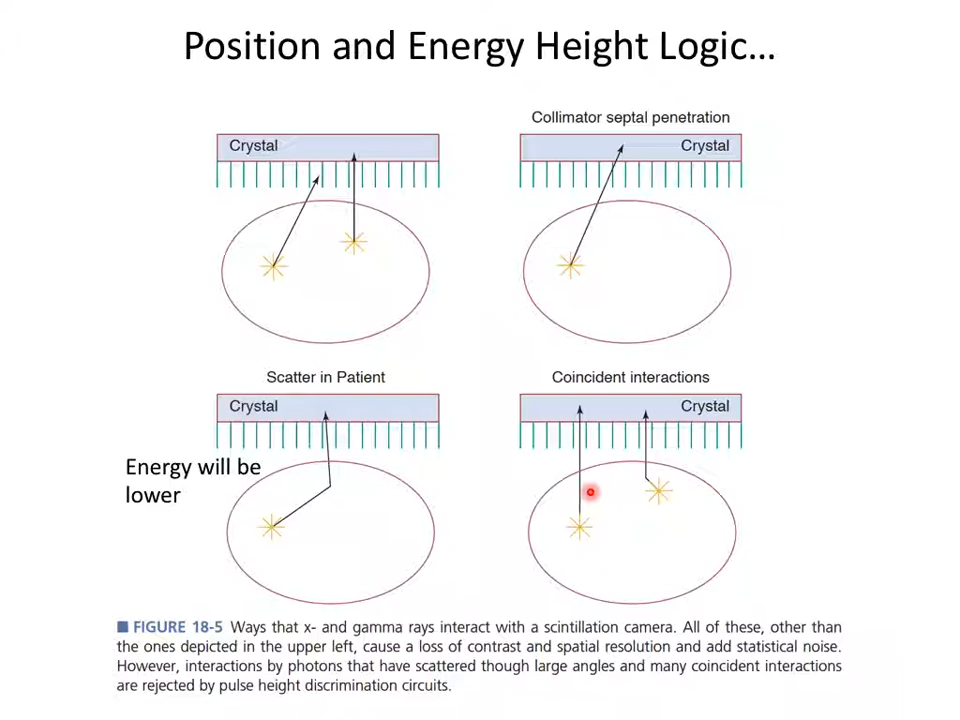 Position and Energy Height Logic...
Collimator septal penetration
Crystal
Crystal
Scatter in Patient
Coincident interactions
Crystal
Crystal
Energy will be
lower
■ FIGURE 18-5 Ways that x- and gamma rays interact with a scintillation camera. All of these, other than
the ones depicted in the upper left, cause a loss of contrast and spatial resolution and add statistical noise.
However, interactions by photons that have scattered though large angles and many coincident interactions
are rejected by pulse height discrimination circuits.